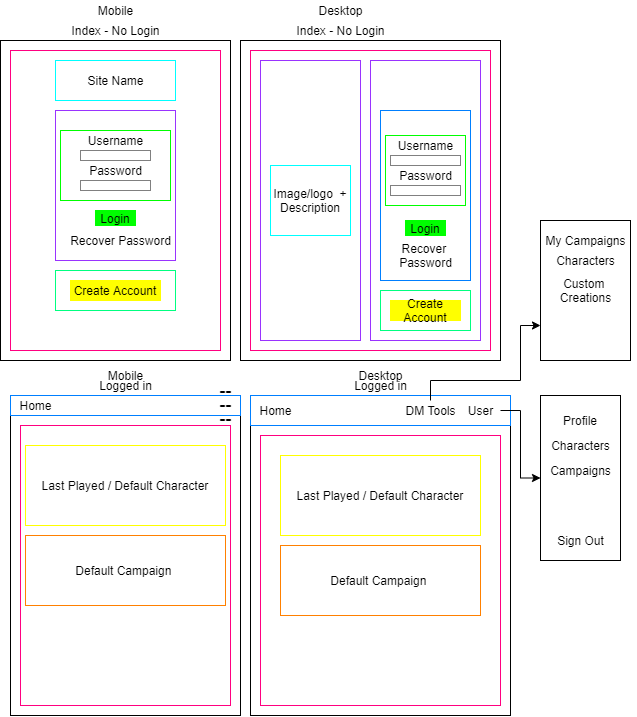 Mobile
Index - No Login
Site Name
Username
Password
Login
Recover Password
Create Account
Desktop
Index - No Login
Image/logo +
Description
Username
Password
Login
Recover
Password
Create
Account
My Campaigns
Characters
Custom
Creations
Mobile
Logged in
Home
Last Played / Default Character
Default Campaign
Desktop
Logged in
Home
DM Tools
User
Last Played / Default Character
Default Campaign
Profile
Characters
Campaigns
Sign Out